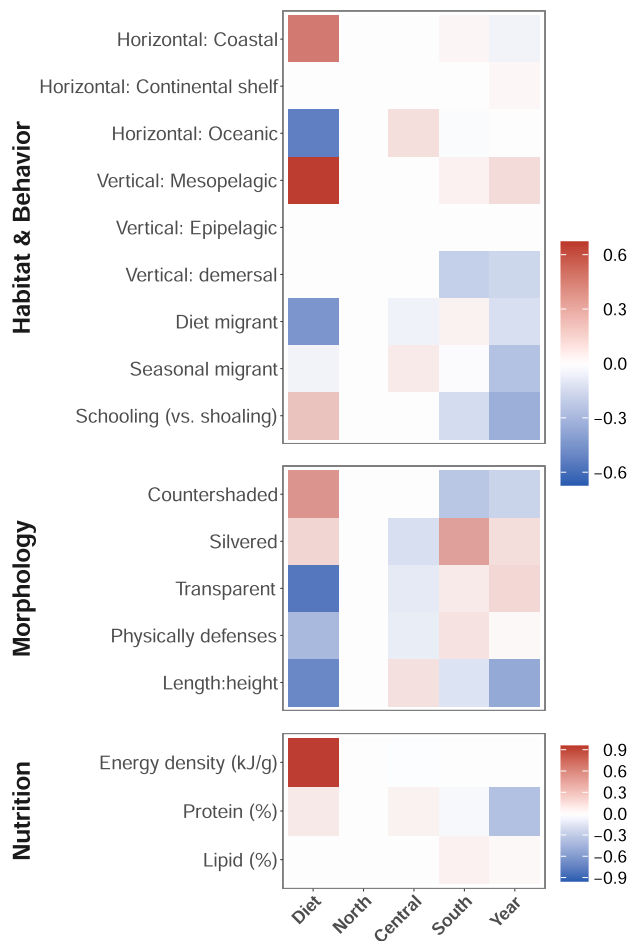 Habitat & Behavior
Horizontal: Coastal
Horizontal: Continental shelf
Horizontal: Oceanic
Vertical: Mesopelagic
Vertical: Epipelagic
Vertical: demersal
Diet migrant
Seasonal migrant
Schooling (vs. shoaling)
0.6
0.3
0.0
−0.3
−0.6
Morphology
Countershaded
Silvered
Transparent
Physically defenses
Length:height
Nutrition
Energy density (kJ/g)
Protein (%)
Lipid (%)
0.9
0.6
0.3
0.0
−0.3
−0.6
−0.9
Diet
North
Central
South
Year